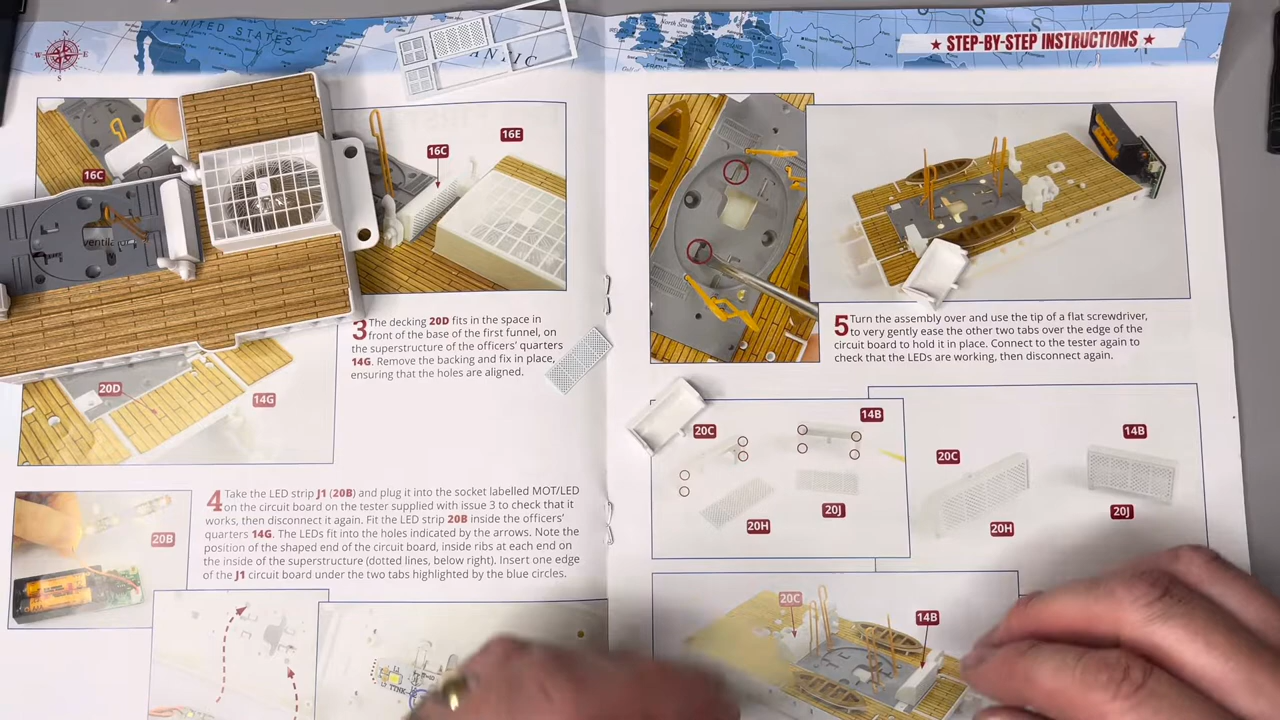 UNITED STATES
STEP-BY-STEP INSTRUCTIONS
16C
16C
16E
3 The decking 20D fits in the space in
front of the base of the first funnel, on
the superstructure of the officers' quarters
14G. Remove the backing and fix in place,
ensuring that the holes are aligned.
20D
14G
20B
4 Take the LED strip J1 (20B) and plug it into the socket labelled MOT/LED
on the circuit board on the tester supplied with issue 3 to check that it
works, then disconnect it again. Fit the LED strip 20B inside the officers'
quarters 14G. The LEDs fit into the holes indicated by the arrows. Note the
position of the shaped end of the circuit board, inside ribs at each end on
the inside of the superstructure (dotted lines, below right). Insert one edge
of the J1 circuit board under the two tabs highlighted by the blue circles.
5 Turn the assembly over and use the tip of a flat screwdriver,
to very gently ease the other two tabs over the edge of the
circuit board to hold it in place. Connect to the tester again to
check that the LEDs are working, then disconnect again.
20C
14B
20H
20J
20C
14B
20H
20J
20C
14B